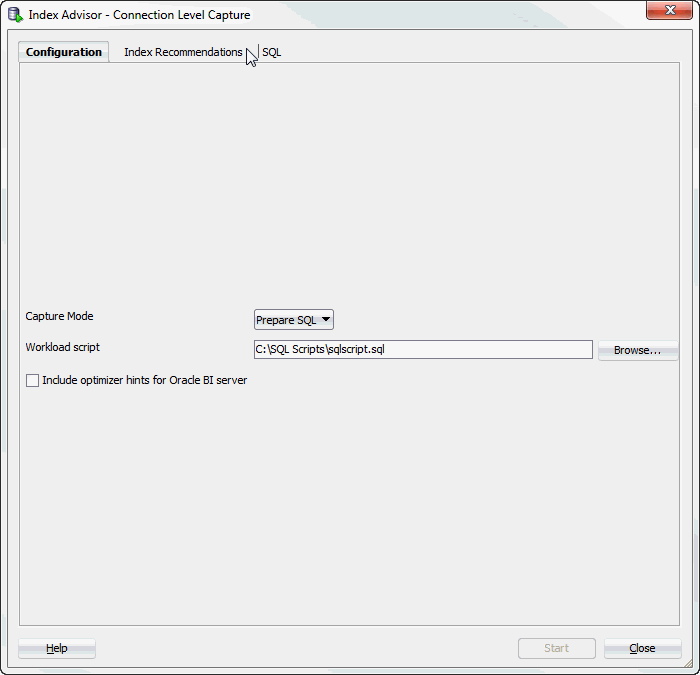 Index Advisor - Connection Level Capture
Configuration Index Recommendations SQL
Capture Mode Prepare SQL
Workload script C:\SQL Scripts\sqlscript.sql Browse...
Include optimizer hints for Oracle BI server
Help Start Close